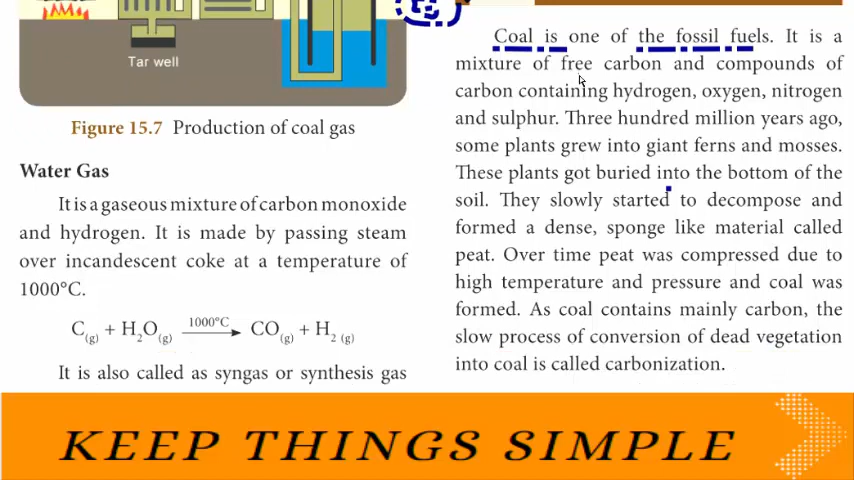 Tar well
Figure 15.7 Production of coal gas
Water Gas
It is a gaseous mixture of carbon monoxide
and hydrogen. It is made by passing steam
over incandescent coke at a temperature of
1000°C.
C(g) + H2O(g) 1000°C → CO(g) + H2 (g)
It is also called as syngas or synthesis gas
Coal is one of the fossil fuels. It is a
mixture of free carbon and compounds of
carbon containing hydrogen, oxygen, nitrogen
and sulphur. Three hundred million years ago,
some plants grew into giant ferns and mosses.
These plants got buried into the bottom of the
soil. They slowly started to decompose and
formed a dense, sponge like material called
peat. Over time peat was compressed due to
high temperature and pressure and coal was
formed. As coal contains mainly carbon, the
slow process of conversion of dead vegetation
into coal is called carbonization.
KEEP THINGS SIMPLE